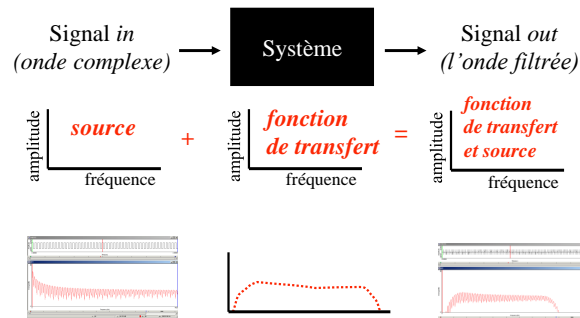 Signal in
(onde complexe)
Système
Signal out
(l'onde filtrée)
amplitude
source
fréquence
+
amplitude
fonction
de transfert
fréquence
=
amplitude
fonction
de transfert
et source
fréquence